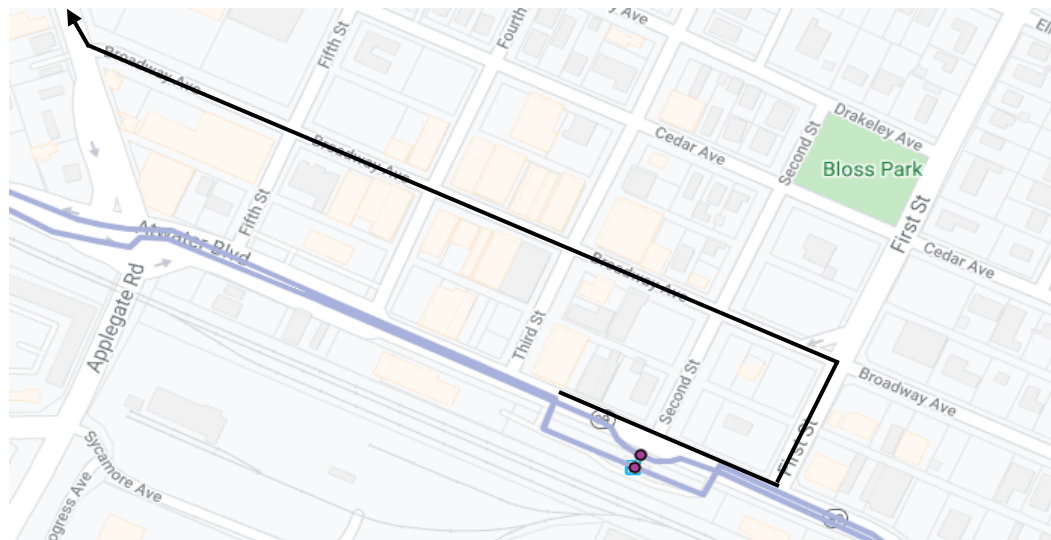 Fifth St
Fourth
y Ave
Eli
Broadway Ave
Drakeley Ave
Second St
Cedar Ave
Bloss Park
Broadway Ave
Fifth St
First St
Atwater Blvd
Cedar Ave
Applegate Rd
Broadway Ave
Third St
Second St
Broadway Ave
First St
Sycamore Ave
ogress Ave